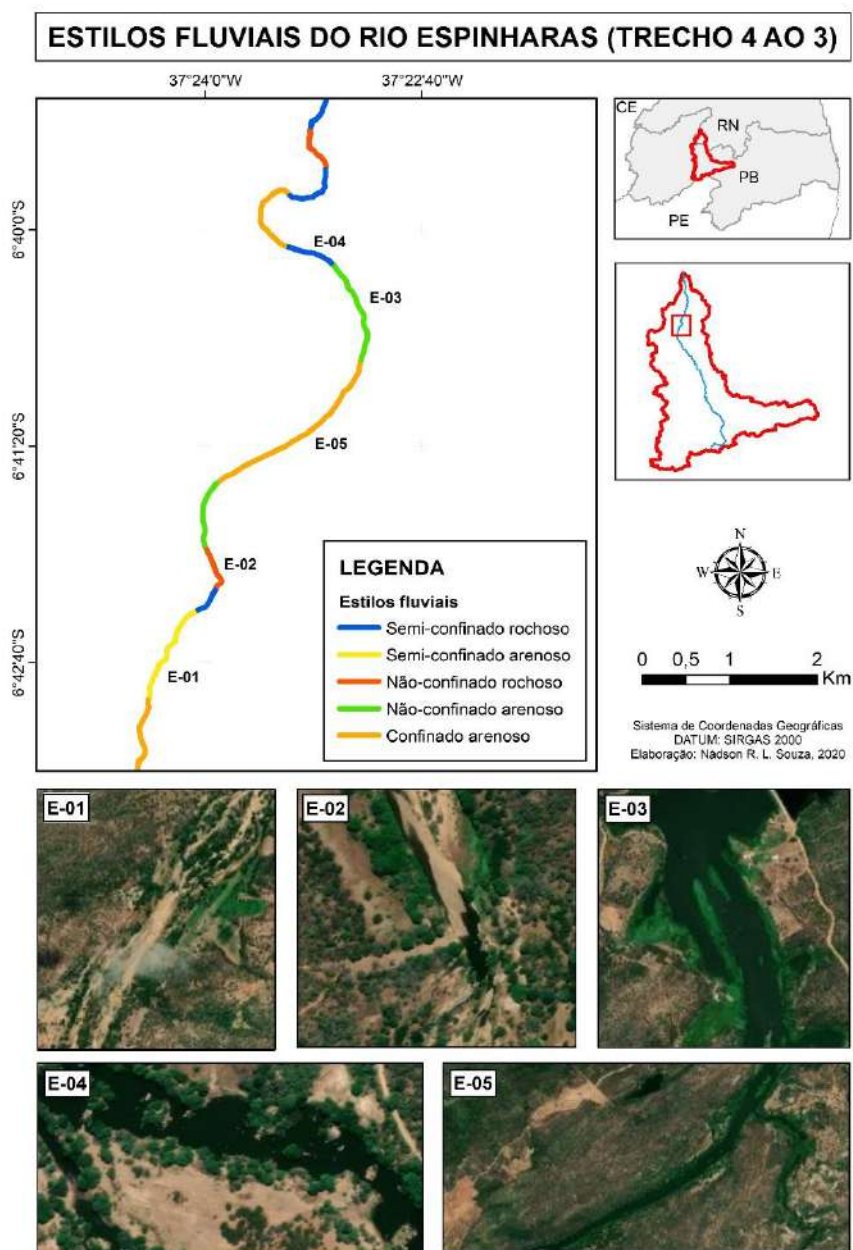 ESTILOS FLUVIAIS DO RIO ESPINHARAS (TRECHO 4 AO 3)
37°24'0"W
37°22'40"W
6°40'0"S
6°41'20"S
6°42'40"S
E-04
E-03
E-05
E-02
E-01
LEGENDA
Estilos fluviais
Semi-confinado rochoso
Semi-confinado arenoso
Não-confinado rochoso
Não-confinado arenoso
Confinado arenoso
CE
RN
PB
PE
N
W
E
S
0 0,5 1 2
Km
Sistema de Coordenadas Geográficas
DATUM: SIRGAS 2000
Elaboração: Nadson R. L. Souza, 2020
E-01
E-02
E-03
E-04
E-05